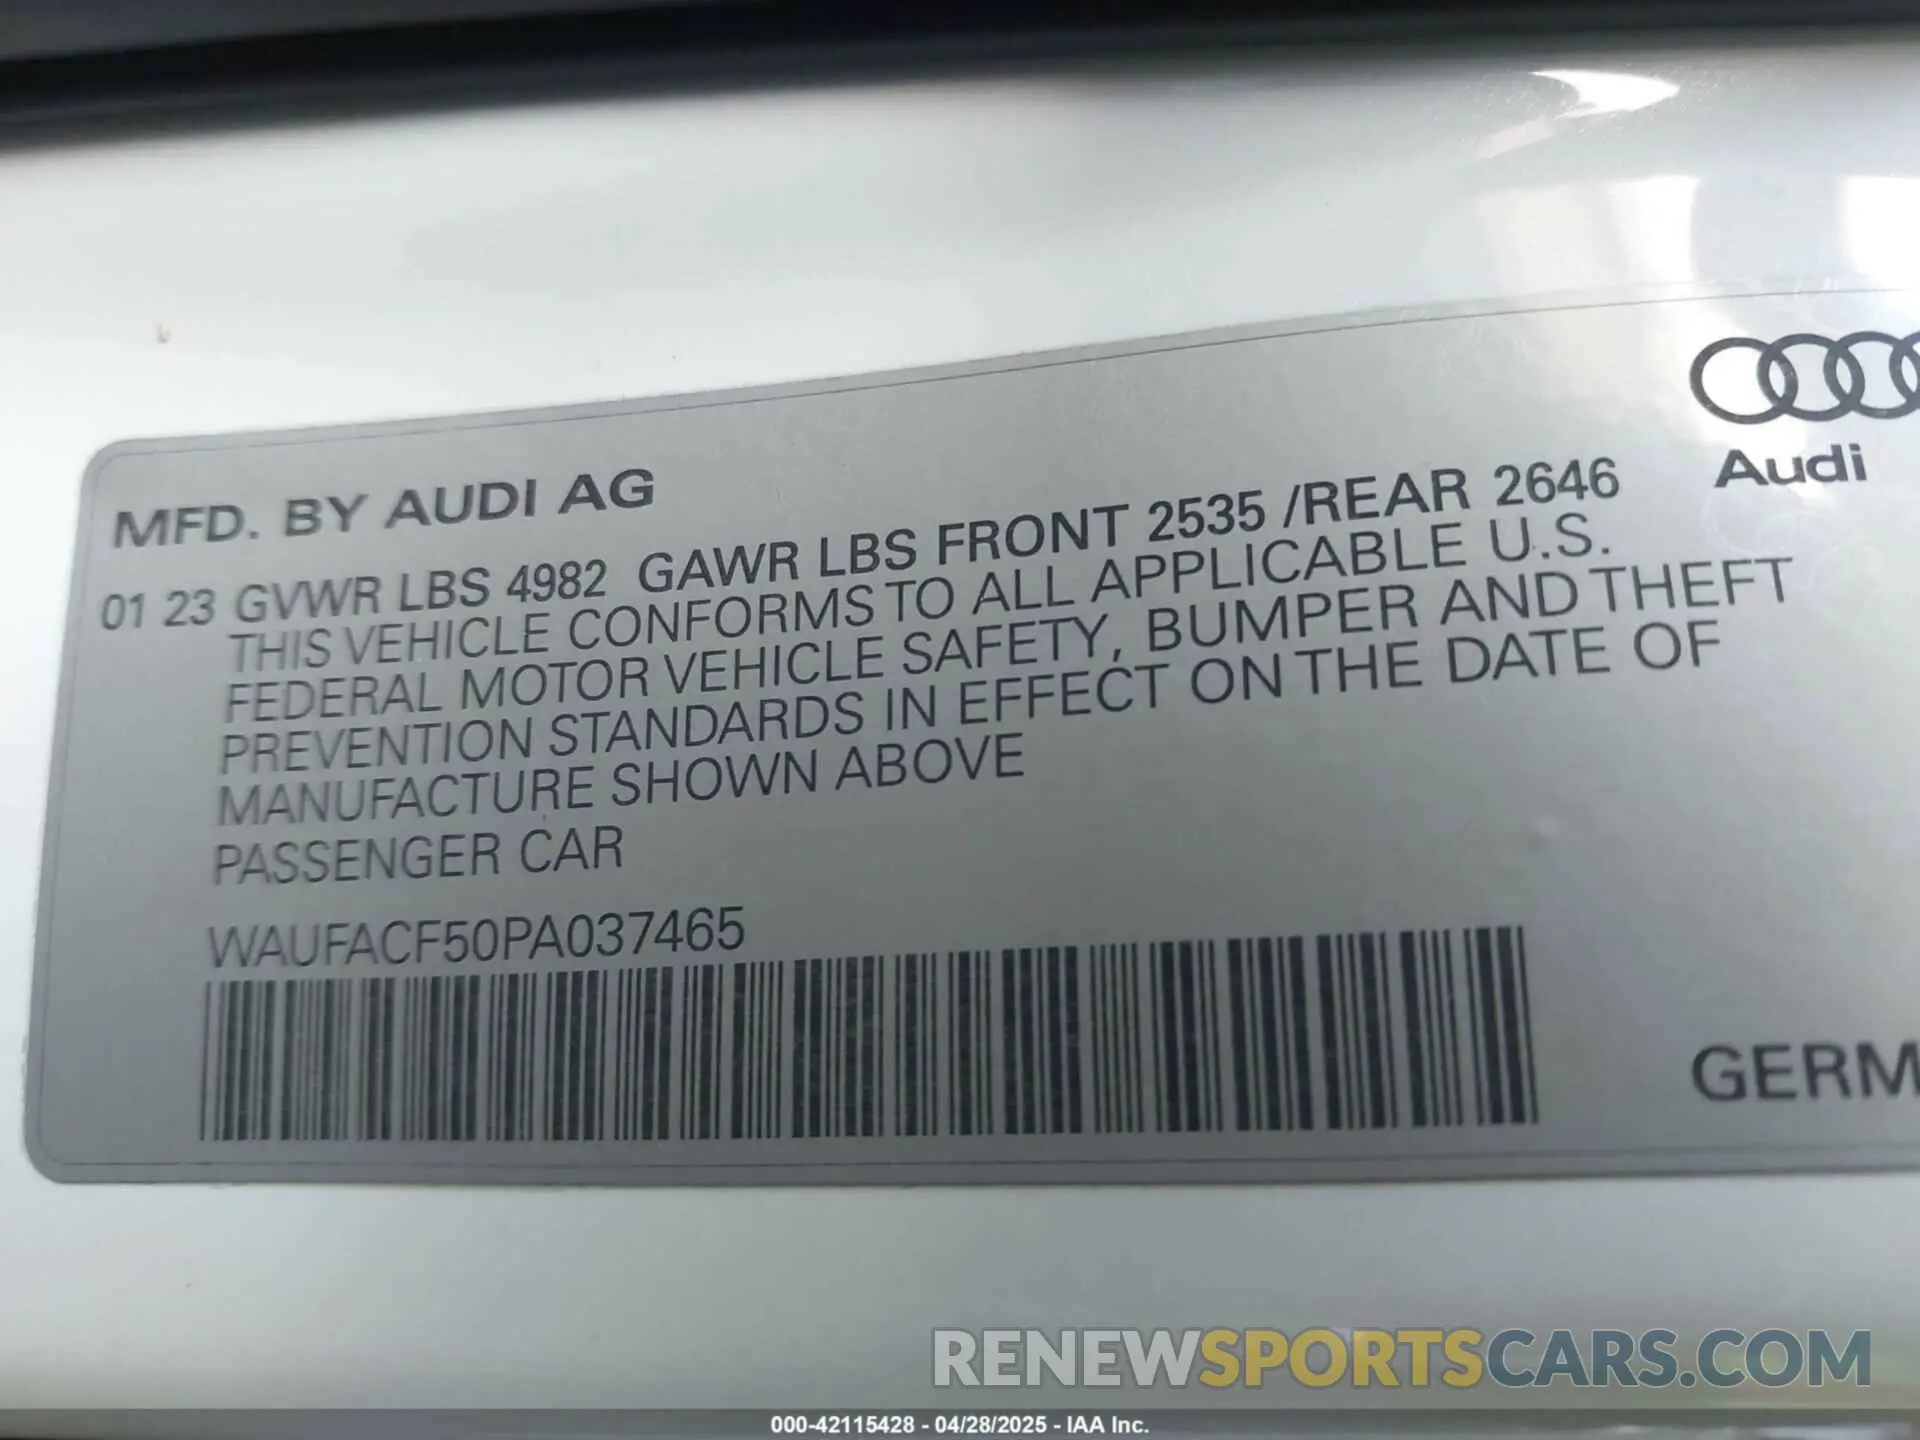 Audi
MFD. BY AUDI AG
01 23 GVWR LBS 4982 GAWR LBS FRONT 2535 /REAR 2646
THIS VEHICLE CONFORMS TO ALL APPLICABLE U.S.
FEDERAL MOTOR VEHICLE SAFETY, BUMPER AND THEFT
PREVENTION STANDARDS IN EFFECT ON THE DATE OF
MANUFACTURE SHOWN ABOVE
PASSENGER CAR
WAUFACF50PA037465
GERM
RENEWSPORTSCARS.COM
000-42115428 - 04/28/2025 - IAA Inc.